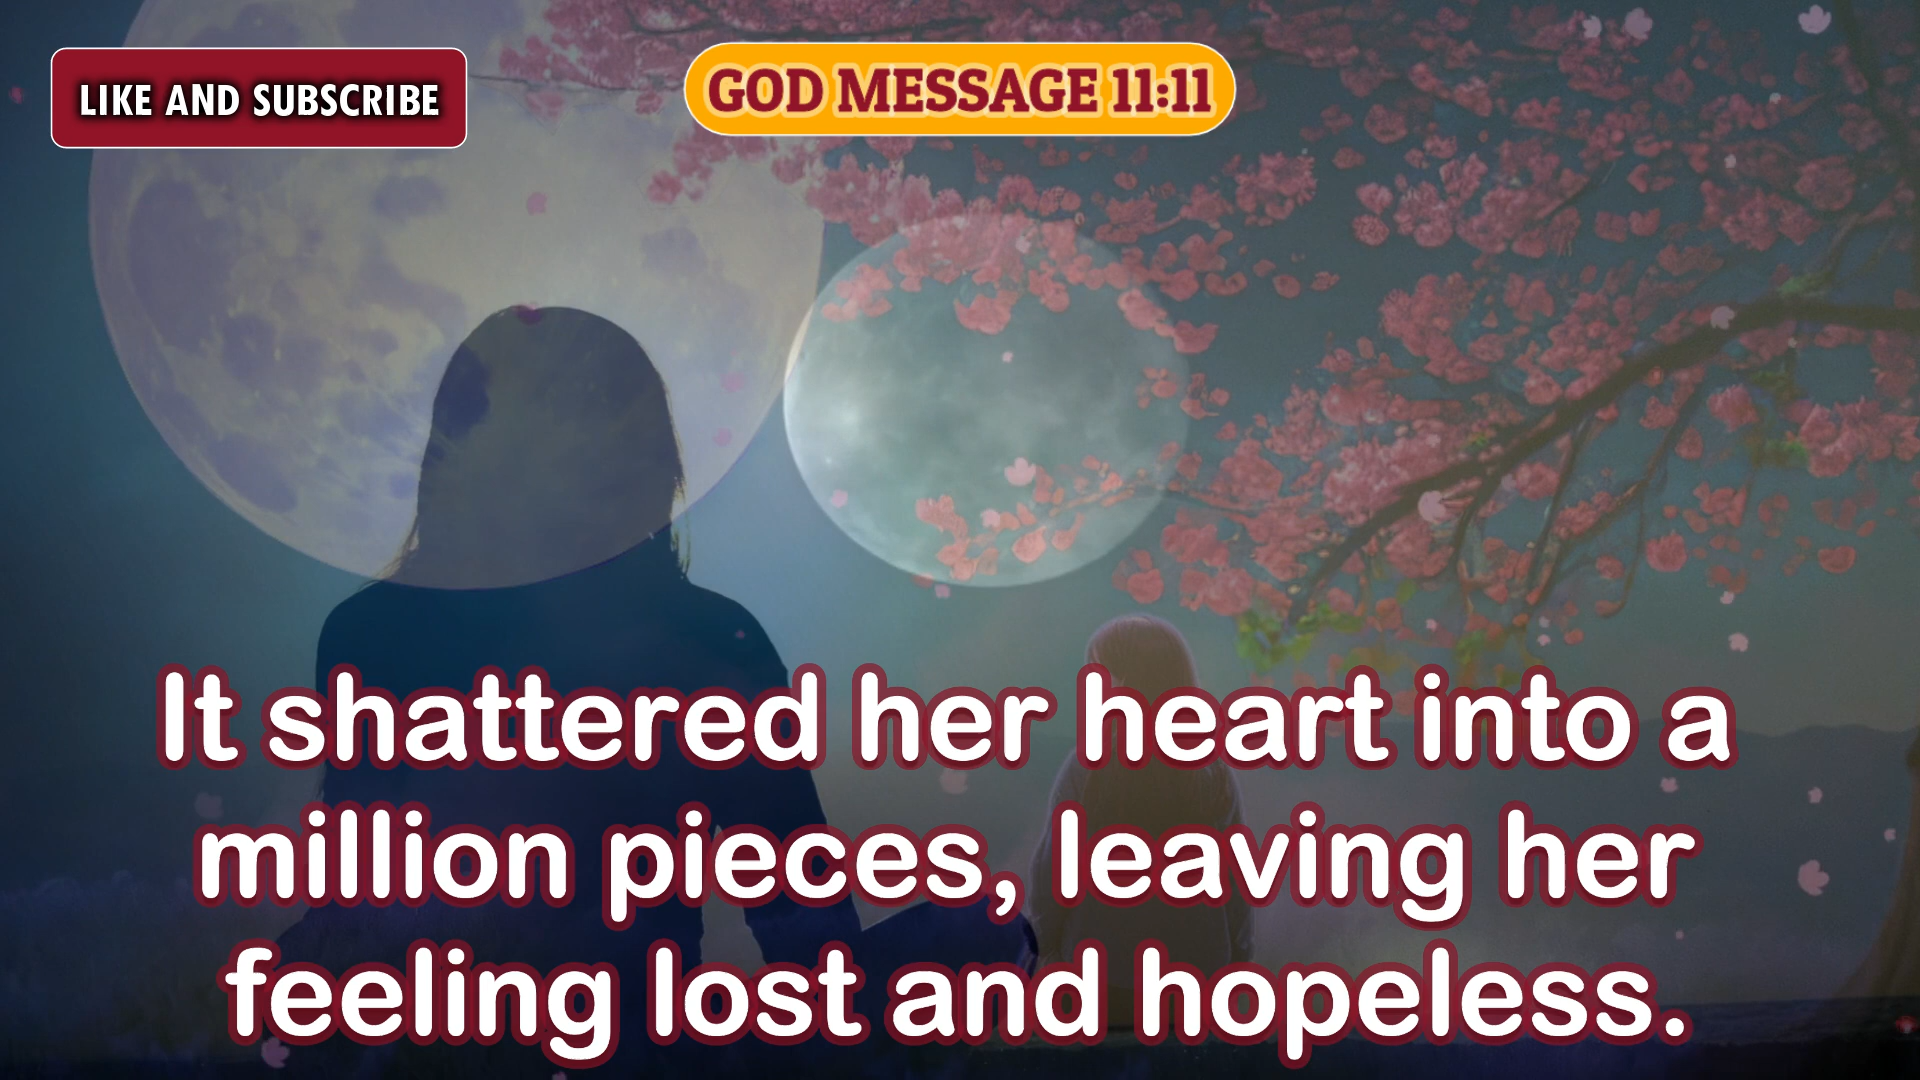 LIKE AND SUBSCRIBE
GOD MESSAGE 11:11
It shattered her heart into a
million pieces, leaving her
feeling lost and hopeless.